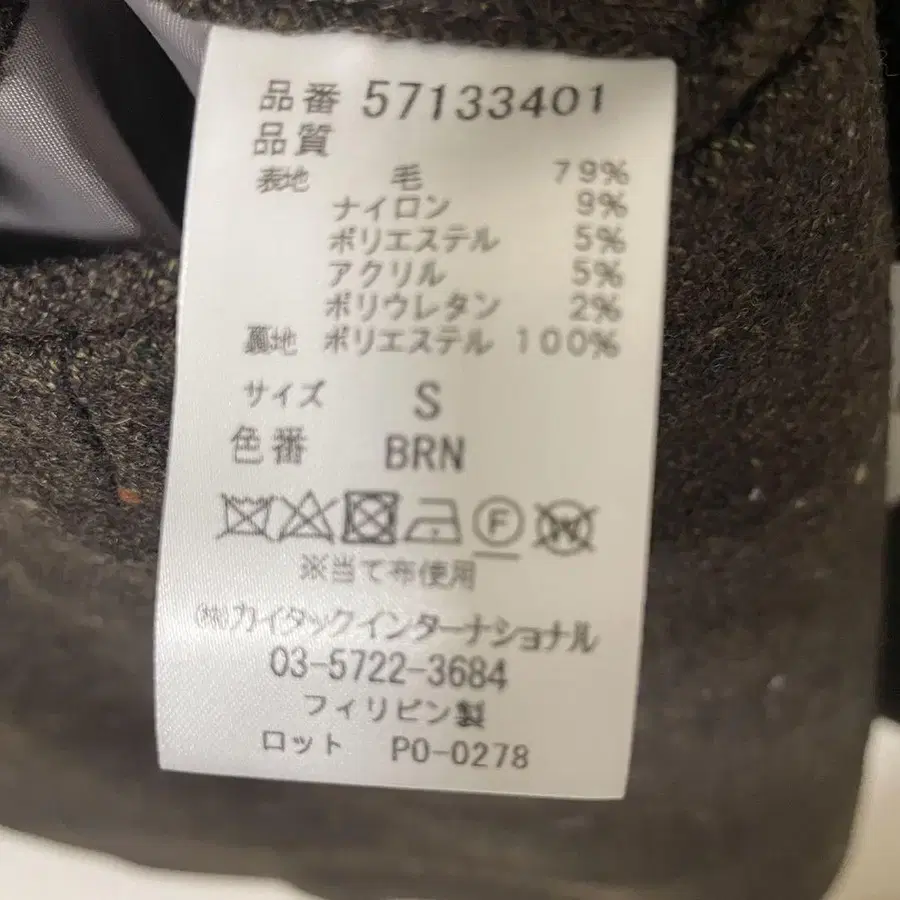 品番 57133401
品質
表地 毛 79%
ナイロン 9%
ポリエステル 5%
アクリル 5%
ポリウレタン 2%
裏地 ポリエステル 100%
サイズ S
色番 BRN
F W
※当て布使用
㈱カイタックインターナショナル
03-5722-3684
フィリピン製
ロット PO-0278